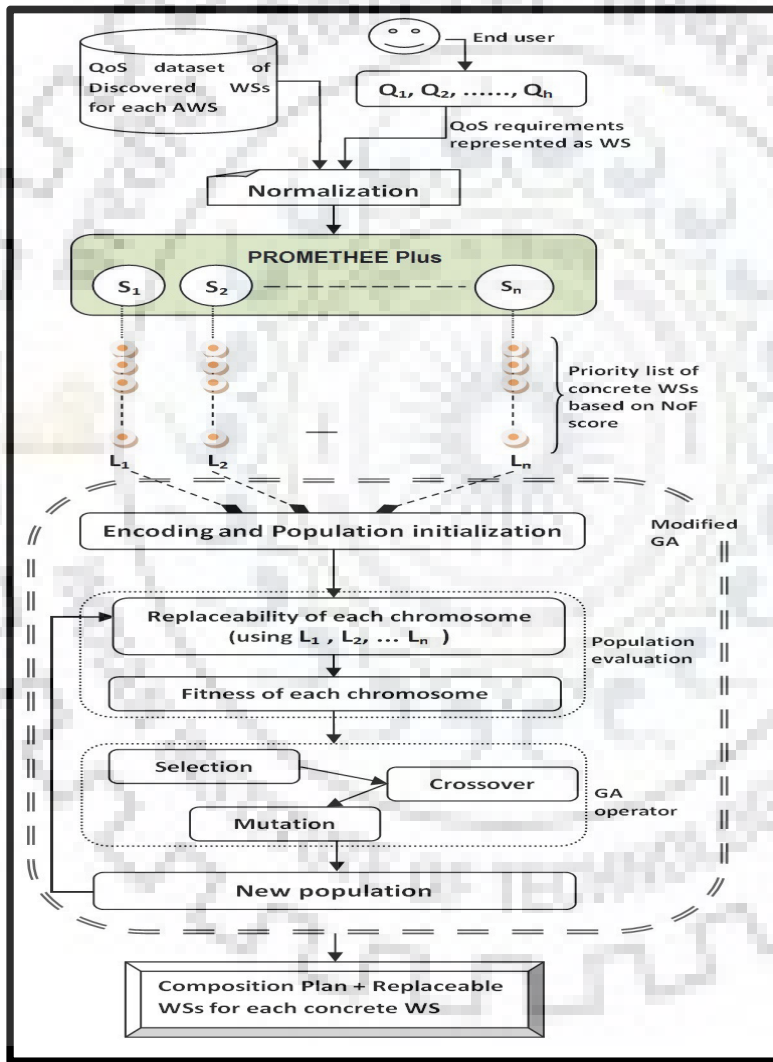 End user
QoS dataset of
Discovered WSs
for each AWS
Q1, Q2, ......, Qh
QoS requirements
represented as WS
Normalization
PROMETHEE Plus
S1 S2 Sn
Priority list of
concrete WSs
based on NoF
score
L1 L2 Ln
Modified
GA
Encoding and Population initialization
Replaceability of each chromosome
(using L1 , L2, ... Ln )
Population
evaluation
Fitness of each chromosome
Selection
Crossover
GA
operator
Mutation
New population
Composition Plan + Replaceable
WSs for each concrete WS